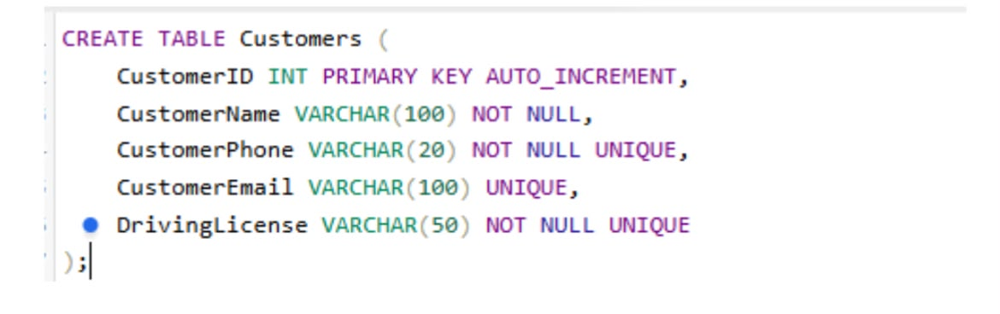 CREATE TABLE Customers (
CustomerID INT PRIMARY KEY AUTO_INCREMENT,
CustomerName VARCHAR(100) NOT NULL,
CustomerPhone VARCHAR(20) NOT NULL UNIQUE,
CustomerEmail VARCHAR(100) UNIQUE,
DrivingLicense VARCHAR(50) NOT NULL UNIQUE
);